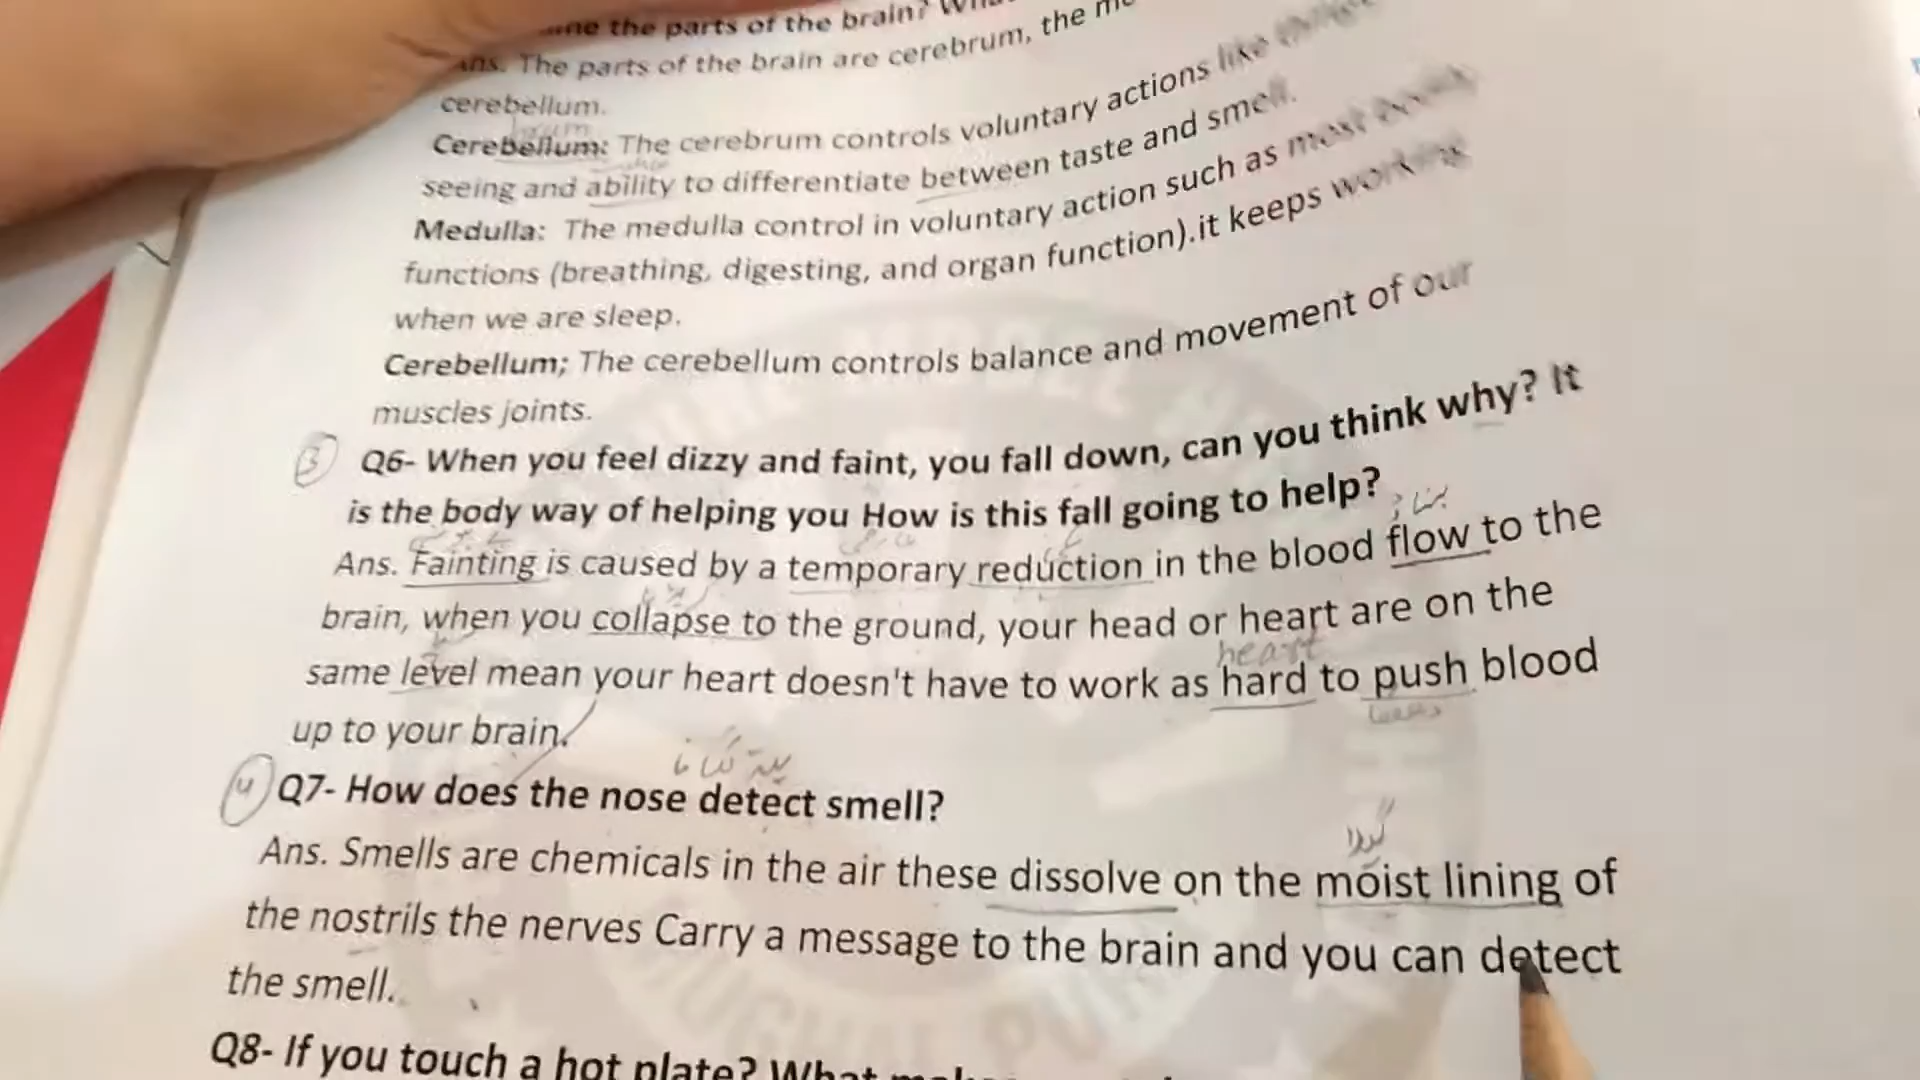 the parts of the brain?
Ans. The parts of the brain are cerebrum, the
cerebellum.
Cerebellum: The cerebrum controls voluntary actions like
seeing and ability to differentiate between taste and smell.
Medulla: The medulla control in voluntary action such as most
functions (breathing, digesting, and organ function).it keeps working
when we are sleep.
Cerebellum; The cerebellum controls balance and movement of our
muscles joints.
3 Q6- When you feel dizzy and faint, you fall down, can you think why? It
is the body way of helping you How is this fall going to help?
Ans. Fainting is caused by a temporary reduction in the blood flow to the
brain, when you collapse to the ground, your head or heart are on the
heart
same level mean your heart doesn't have to work as hard to push blood
up to your brain.
4 Q7- How does the nose detect smell?
Ans. Smells are chemicals in the air these dissolve on the moist lining of
the nostrils the nerves Carry a message to the brain and you can detect
the smell.
Q8- If you touch a hot plate? What